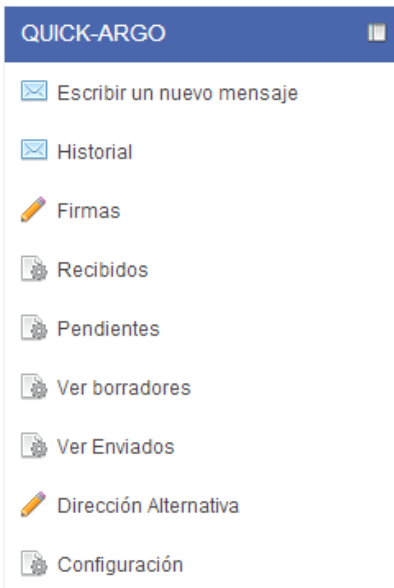 QUICK-ARGO
Escribir un nuevo mensaje
Historial
Firmas
Recibidos
Pendientes
Ver borradores
Ver Enviados
Dirección Alternativa
Configuración